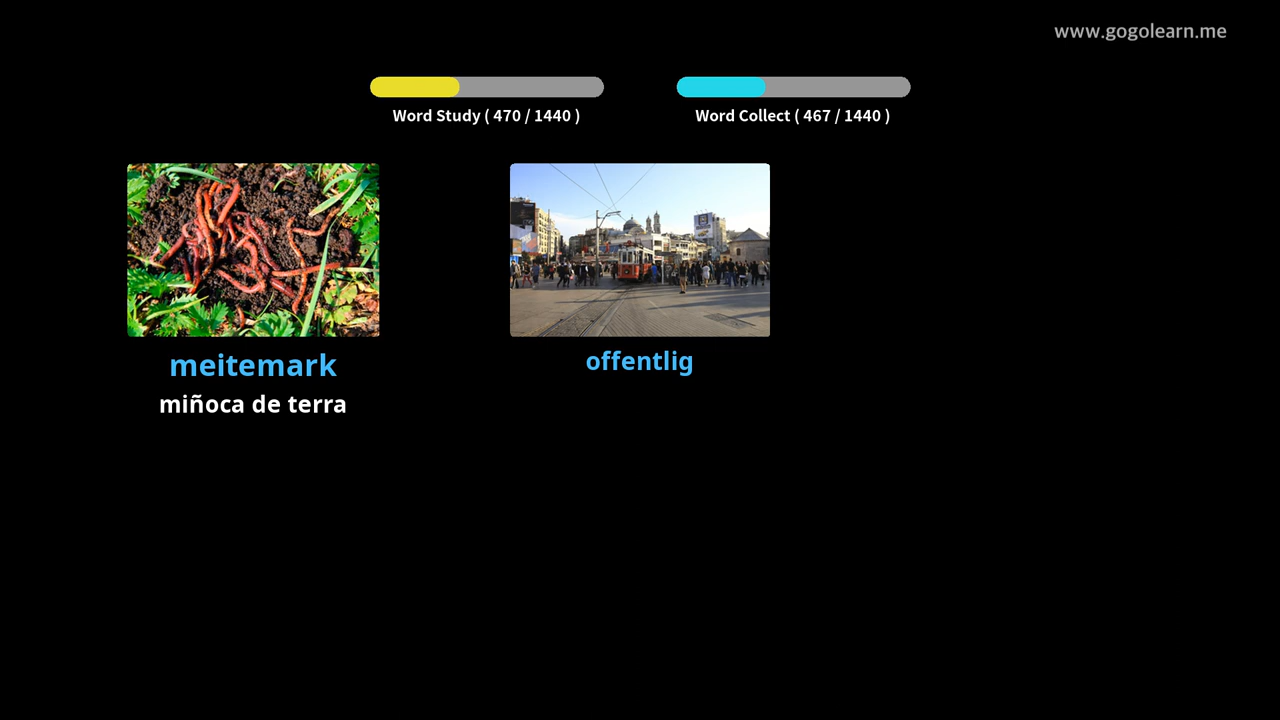 www.gogolearn.me
Word Study ( 470 / 1440 )
Word Collect ( 467 / 1440 )
meitemark
miñoca de terra
offentlig